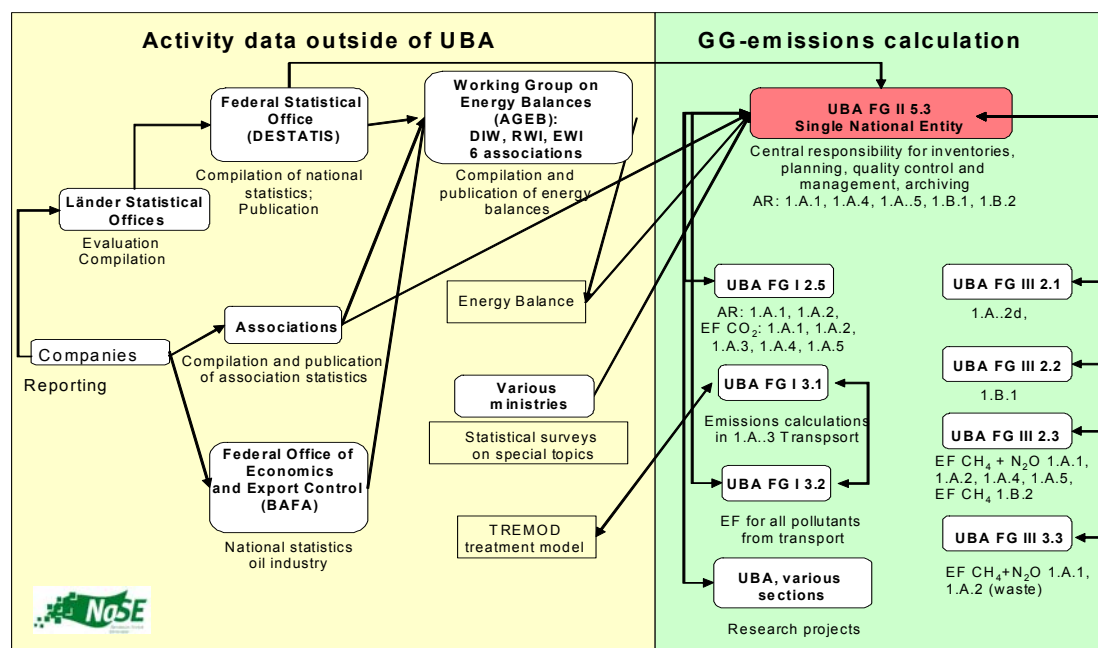 Activity data outside of UBA
GG-emissions calculation
Federal Statistical
Office
(DESTATIS)
Compilation of national
statistics;
Publication
Working Group on
Energy Balances
(AGEB):
DIW, RWI, EWI
6 associations
Compilation and
publication of energy
balances
Länder Statistical
Offices
Evaluation
Compilation
Energy Balance
Associations
Compilation and publication
of association statistics
Companies
Reporting
Various
ministries
Statistical surveys
on special topics
Federal Office of
Economics
and Export Control
(BAFA)
National statistics
oil industry
TREMOD
treatment model
NaSE
UBA FG II 5.3
Single National Entity
Central responsibility for inventories,
planning, quality control and
management, archiving
AR: 1.A.1, 1.A.4, 1.A..5, 1.B.1, 1.B.2
UBA FG I 2.5
AR: 1.A.1, 1.A.2,
EF CO₂: 1.A.1, 1.A.2,
1.A.3, 1.A.4, 1.A.5
UBA FG I 3.1
Emissions calculations
in 1.A..3 Transpsort
UBA FG I 3.2
EF for all pollutants
from transport
UBA, various
sections
Research projects
UBA FG III 2.1
1.A..2d,
UBA FG III 2.2
1.B.1
UBA FG III 2.3
EF CH₄ + N₂O 1.A.1,
1.A.2, 1.A.4, 1.A.5,
EF CH₄ 1.B.2
UBA FG III 3.3
EF CH₄+N₂O 1.A.1,
1.A.2 (waste)